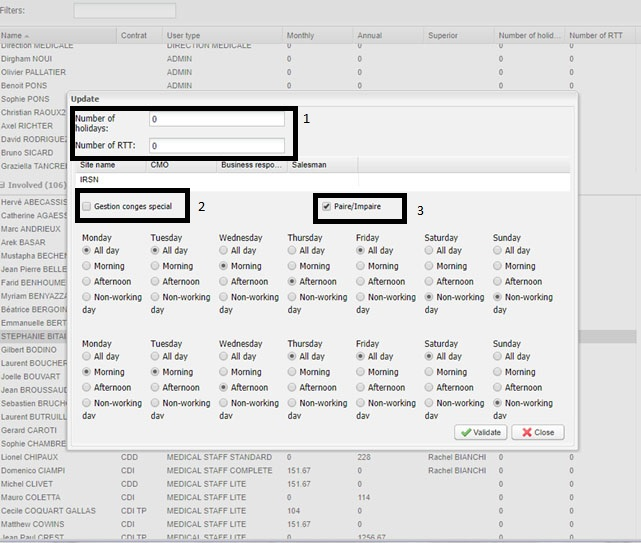 Filters:
Name Contrat User type Monthly Annual Superior Number of holid... Number of RTT
Direction MEDICALE DIRECTION MEDICALE 0 0 0 0
Dirgham NOUI ADMIN 0 0 0 0
Olivier PALLATIER ADMIN 0 0 0 0
Benoit PONS ADMIN 0 0 0 0
Sophie PONS
Christian RAOUX
Axel RICHTER
David RODRIGUEZ
Bruno SICARD
Graziella TANCRE
Involved (106)
Hervé ABECASSIS
Catherine AGAESS
Marc ANDRIEUX
Arek BASAR
Mustapha BECHEN
Jean Pierre BELLE
Farid BENHOUME
Myriam BENYAZZA
Béatrice BERGOIN
Emmanuelle BERT
STEPHANIE BITAI
Gilbert BODINO
Laurent BOUCHER
Joelle BOUVART
Jean BROUSSAUD
Sebastien BRUCH
Laurent BUTRUILL
Gerard CAROTI
Sophie CHAMBRE
Lionel CHIPAUX CDD MEDICAL STAFF STANDARD 0 228 Rachel BIANCHI 0 0
Domenico CIAMPI CDI MEDICAL STAFF COMPLETE 151.67 Rachel BIANCHI 0 0
Michel CLIVET CDD MEDICAL STAFF LITE 0 0 0 0
Mauro COLETTA CDI MEDICAL STAFF LITE 0 114 0 0
Cecile COQUART GALLAS CDI TP MEDICAL STAFF LITE 104 0 0 0
Matthew COWINS CDI MEDICAL STAFF LITE 151.67 0 0 0
Jean Paul CREST CDI TP MEDICAL STAFF LITE 0 1256.67 0 0
Update
Number of holidays: 0
Number of RTT: 0
1
Site name CMO Business respo... Salesman
IRSN
Gestion conges special
2
Paire/Impaire
3
Monday Tuesday Wednesday Thursday Friday Saturday Sunday
All day All day All day All day All day All day All day
Morning Morning Morning Morning Morning Morning Morning
Afternoon Afternoon Afternoon Afternoon Afternoon Afternoon Afternoon
Non-working Non-working Non-working Non-working Non-working Non-working Non-working
day day day day day day day
Monday Tuesday Wednesday Thursday Friday Saturday Sunday
All day All day All day All day All day All day All day
Morning Morning Morning Morning Morning Morning Morning
Afternoon Afternoon Afternoon Afternoon Afternoon Afternoon Afternoon
Non-working Non-working Non-working Non-working Non-working Non-working Non-working
day day day day day day day
Validate Close